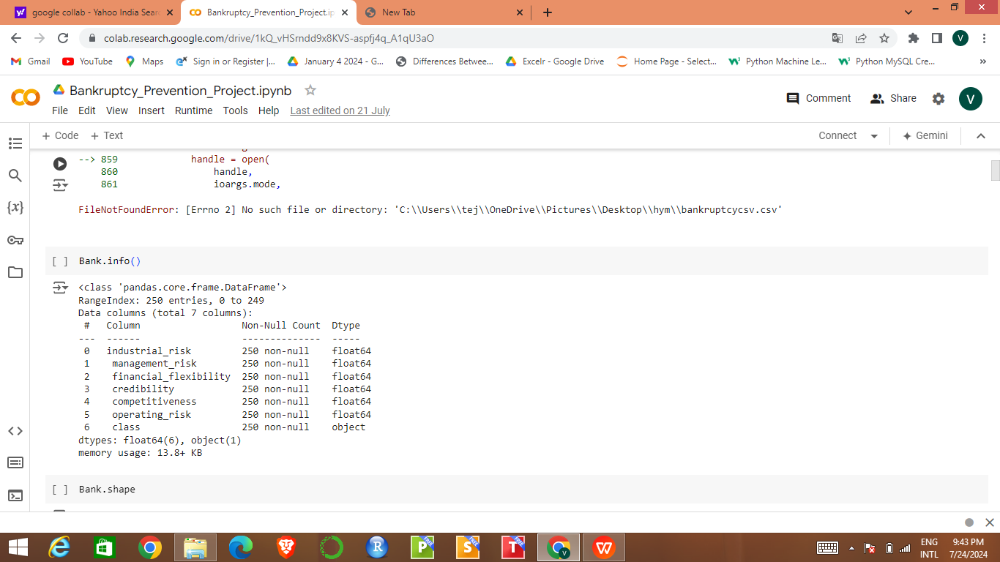 google collab - Yahoo India Sear
Bankruptcy_Prevention_Project.ip
New Tab
colab.research.google.com/drive/1kQ_vHSrndd9x8KVS-aspfj4q_A1qU3aO
V
Gmail
YouTube
Maps
Sign in or Register |...
January 4 2024 - G...
Differences Betwee...
Excelr - Google Drive
Home Page - Select...
Python Machine Le...
Python MySQL Cre...
Bankruptcy_Prevention_Project.ipynb
Comment
Share
V
File Edit View Insert Runtime Tools Help Last edited on 21 July
+ Code + Text
Connect
Gemini
--> 859 handle = open(
860 handle,
861 ioargs.mode,
FileNotFoundError: [Errno 2] No such file or directory: 'C:\\Users\\tej\\OneDrive\\Pictures\\Desktop\\hym\\bankruptcycsv.csv'
[ ] Bank.info()
<class 'pandas.core.frame.DataFrame'>
RangeIndex: 250 entries, 0 to 249
Data columns (total 7 columns):
# Column Non-Null Count Dtype
--- ------ -------------- -----
0 industrial_risk 250 non-null float64
1 management_risk 250 non-null float64
2 financial_flexibility 250 non-null float64
3 credibility 250 non-null float64
4 competitiveness 250 non-null float64
5 operating_risk 250 non-null float64
6 class 250 non-null object
dtypes: float64(6), object(1)
memory usage: 13.8+ KB
[ ] Bank.shape
R
P
FREE
S
FREE
T
FREE
V
W
ENG
INTL
9:43 PM
7/24/2024